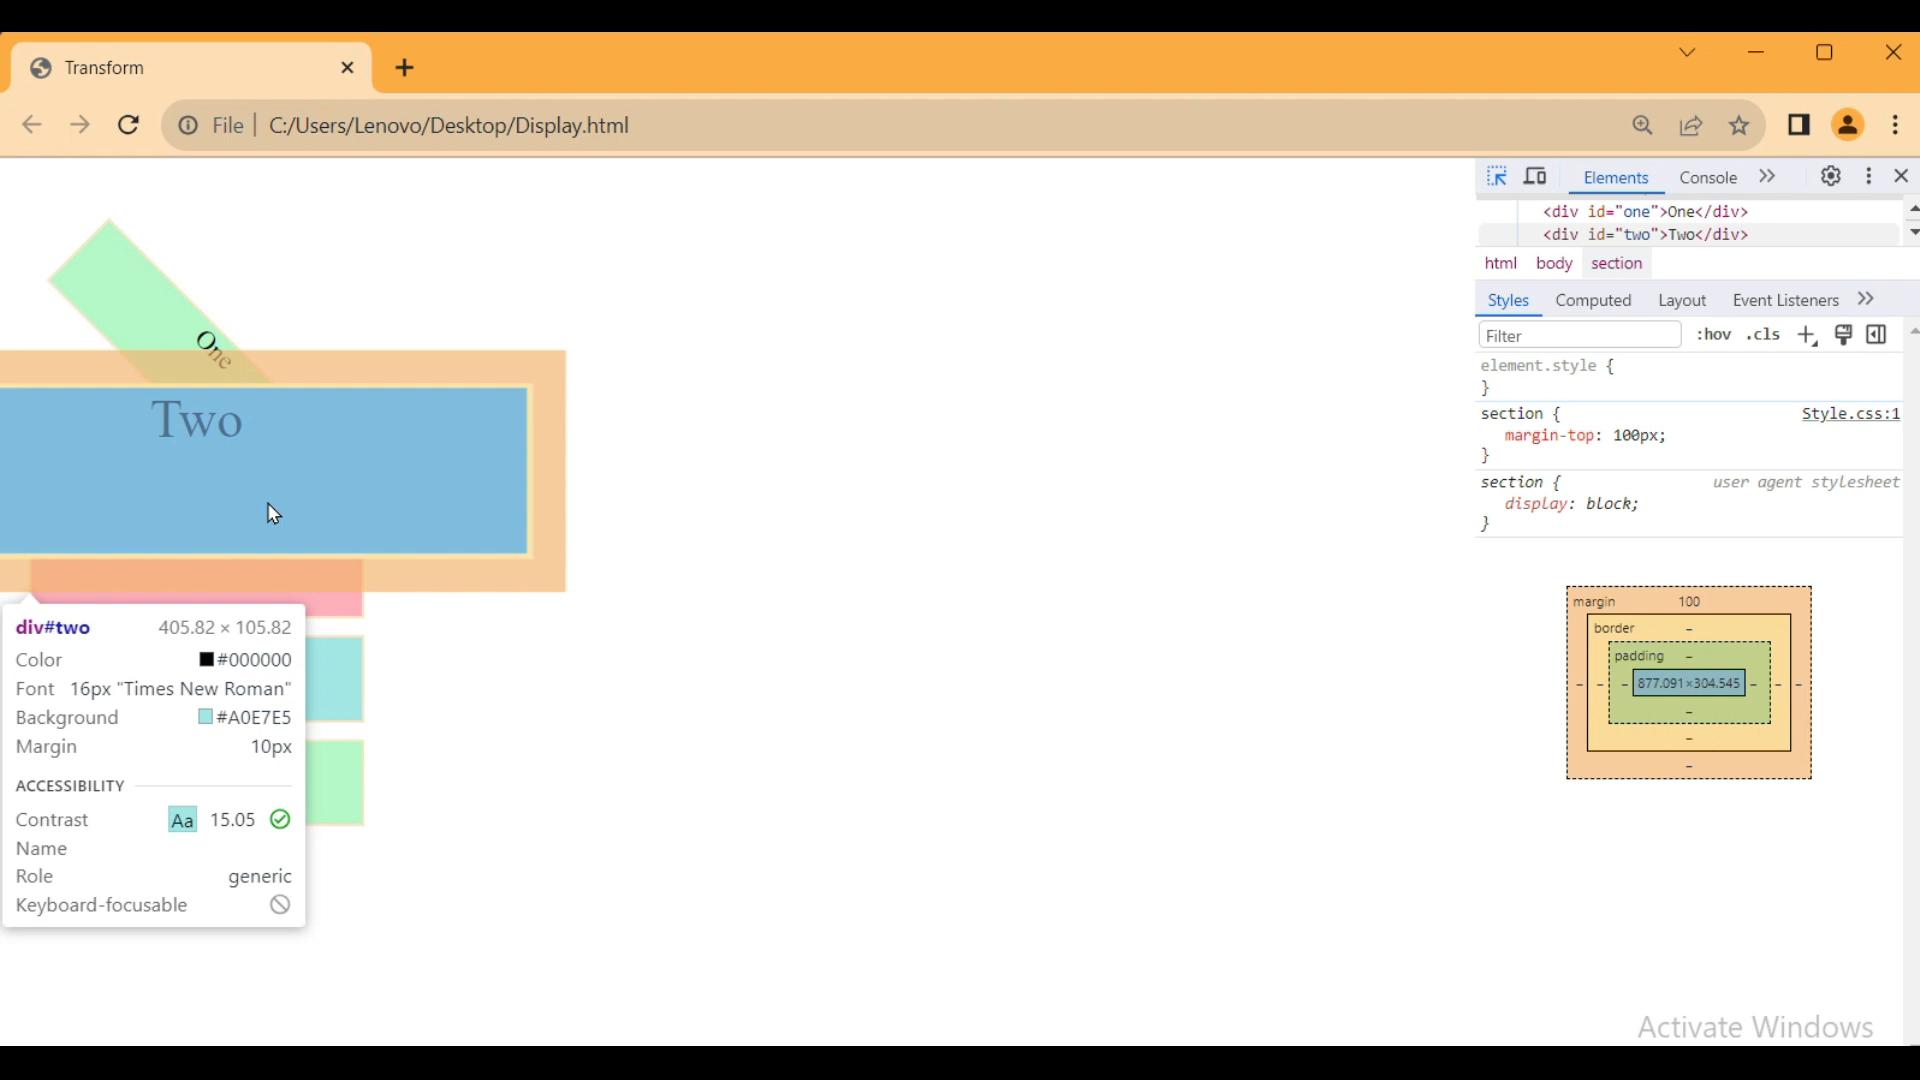 Transform
File
C:/Users/Lenovo/Desktop/Display.html
Elements
Console
<div id="one">One</div>
<div id="two">Two</div>
html body section
Styles Computed Layout Event Listeners
Filter
:hov .cls
element.style {
}
section {
Style.css:1
margin-top: 100px;
}
section {
user agent stylesheet
display: block;
}
margin 100
border –
padding –
– – – 877.091×304.545 – – –
–
–
–
One
Two
div#two 405.82 × 105.82
Color #000000
Font 16px "Times New Roman"
Background #A0E7E5
Margin 10px
ACCESSIBILITY
Contrast Aa 15.05
Name
Role generic
Keyboard-focusable
Activate Windows